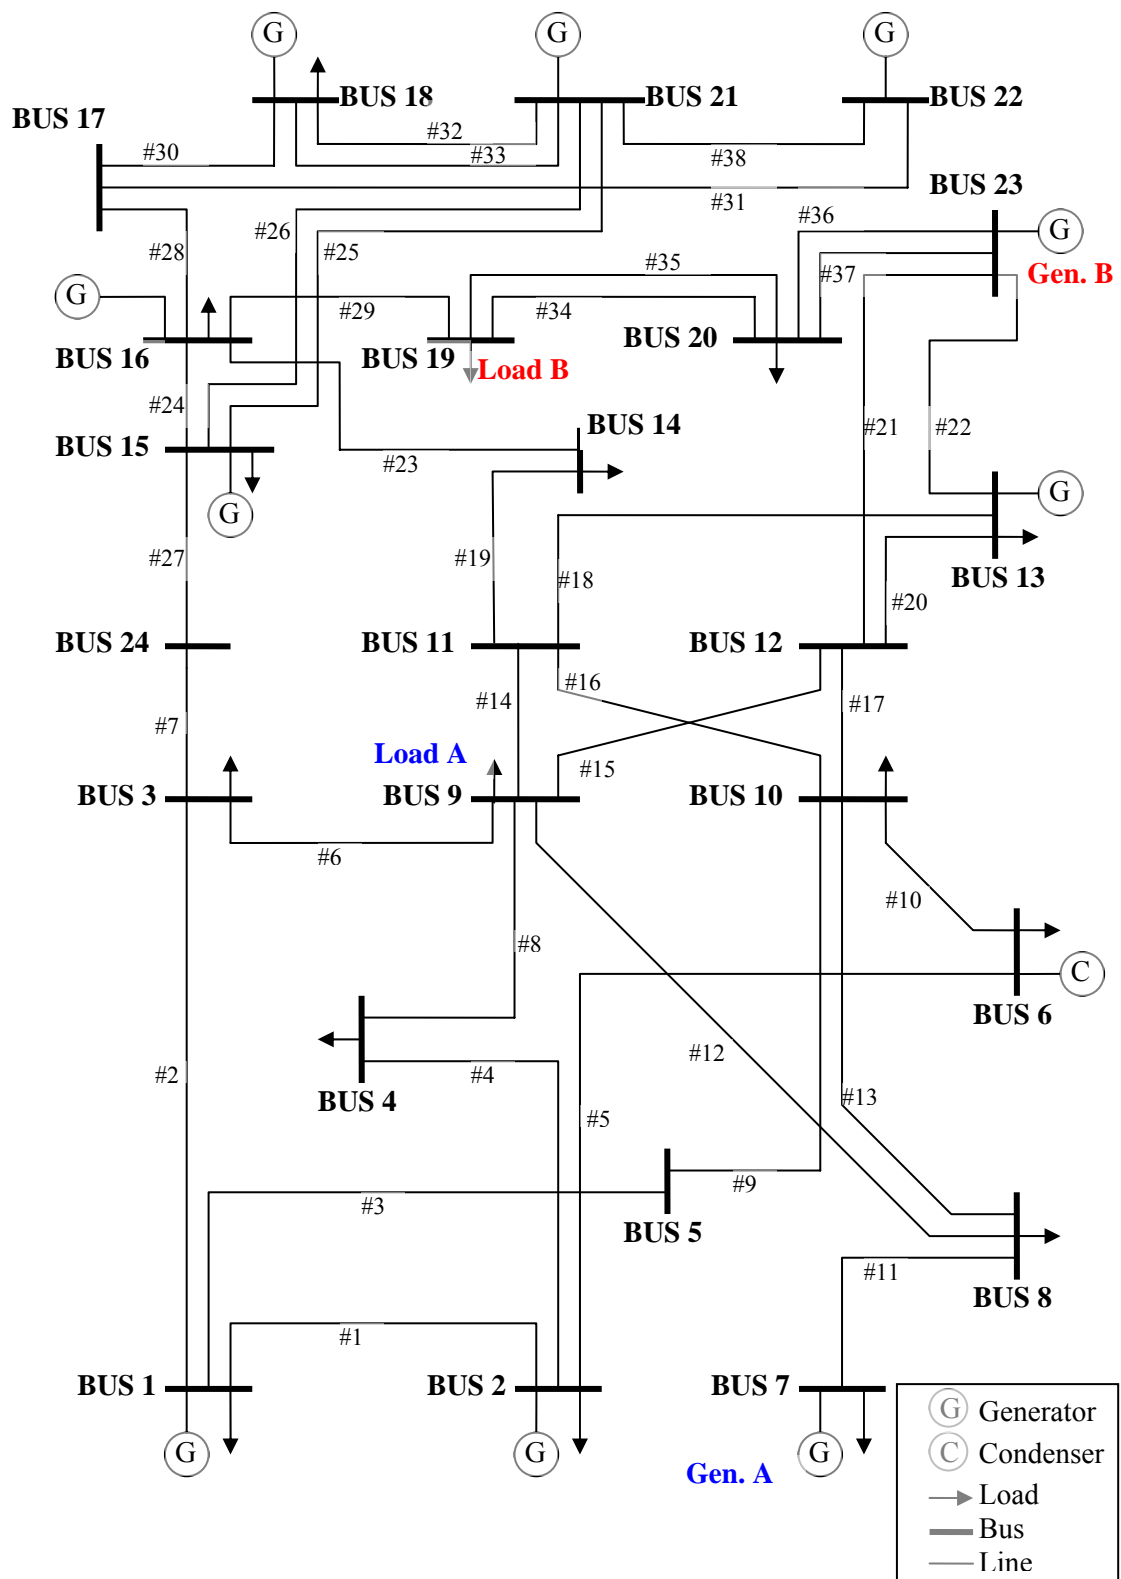 G
G
G
BUS 18
BUS 21
BUS 22
BUS 17
#32
#30
#33
#38
BUS 23
#31
#36
#26
#25
#28
#35
#37
G
Gen. B
G
#29
#34
BUS 16
BUS 19
Load B
BUS 20
#24
BUS 14
#21
#22
BUS 15
#23
G
G
#27
#19
#18
BUS 13
#20
BUS 24
BUS 11
BUS 12
#16
#7
#14
#17
Load A
#15
BUS 3
BUS 9
BUS 10
#6
#10
#8
C
BUS 6
#12
#2
#4
BUS 4
#13
#5
#9
#3
BUS 5
#11
BUS 8
#1
BUS 1
BUS 2
BUS 7
G
G
G
Gen. A
G Generator
C Condenser
Load
Bus
Line